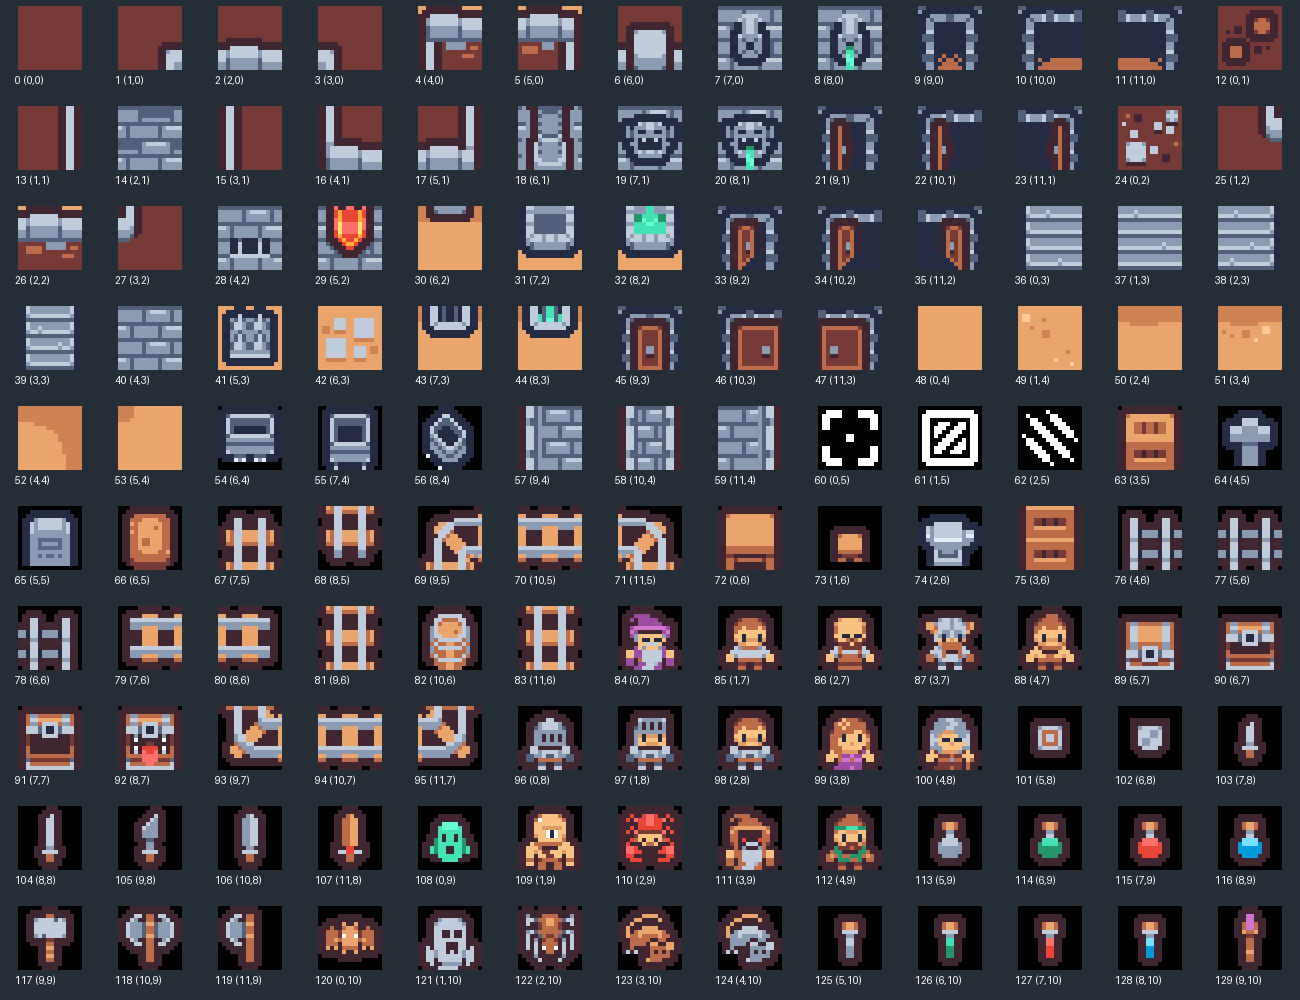 0 (0,0) 1 (1,0) 2 (2,0) 3 (3,0) 4 (4,0) 5 (5,0) 6 (6,0) 7 (7,0) 8 (8,0) 9 (9,0) 10 (10,0) 11 (11,0) 12 (0,1)
13 (1,1) 14 (2,1) 15 (3,1) 16 (4,1) 17 (5,1) 18 (6,1) 19 (7,1) 20 (8,1) 21 (9,1) 22 (10,1) 23 (11,1) 24 (0,2) 25 (1,2)
26 (2,2) 27 (3,2) 28 (4,2) 29 (5,2) 30 (6,2) 31 (7,2) 32 (8,2) 33 (9,2) 34 (10,2) 35 (11,2) 36 (0,3) 37 (1,3) 38 (2,3)
39 (3,3) 40 (4,3) 41 (5,3) 42 (6,3) 43 (7,3) 44 (8,3) 45 (9,3) 46 (10,3) 47 (11,3) 48 (0,4) 49 (1,4) 50 (2,4) 51 (3,4)
52 (4,4) 53 (5,4) 54 (6,4) 55 (7,4) 56 (8,4) 57 (9,4) 58 (10,4) 59 (11,4) 60 (0,5) 61 (1,5) 62 (2,5) 63 (3,5) 64 (4,5)
65 (5,5) 66 (6,5) 67 (7,5) 68 (8,5) 69 (9,5) 70 (10,5) 71 (11,5) 72 (0,6) 73 (1,6) 74 (2,6) 75 (3,6) 76 (4,6) 77 (5,6)
78 (6,6) 79 (7,6) 80 (8,6) 81 (9,6) 82 (10,6) 83 (11,6) 84 (0,7) 85 (1,7) 86 (2,7) 87 (3,7) 88 (4,7) 89 (5,7) 90 (6,7)
91 (7,7) 92 (8,7) 93 (9,7) 94 (10,7) 95 (11,7) 96 (0,8) 97 (1,8) 98 (2,8) 99 (3,8) 100 (4,8) 101 (5,8) 102 (6,8) 103 (7,8)
104 (8,8) 105 (9,8) 106 (10,8) 107 (11,8) 108 (0,9) 109 (1,9) 110 (2,9) 111 (3,9) 112 (4,9) 113 (5,9) 114 (6,9) 115 (7,9) 116 (8,9)
117 (9,9) 118 (10,9) 119 (11,9) 120 (0,10) 121 (1,10) 122 (2,10) 123 (3,10) 124 (4,10) 125 (5,10) 126 (6,10) 127 (7,10) 128 (8,10) 129 (9,10)